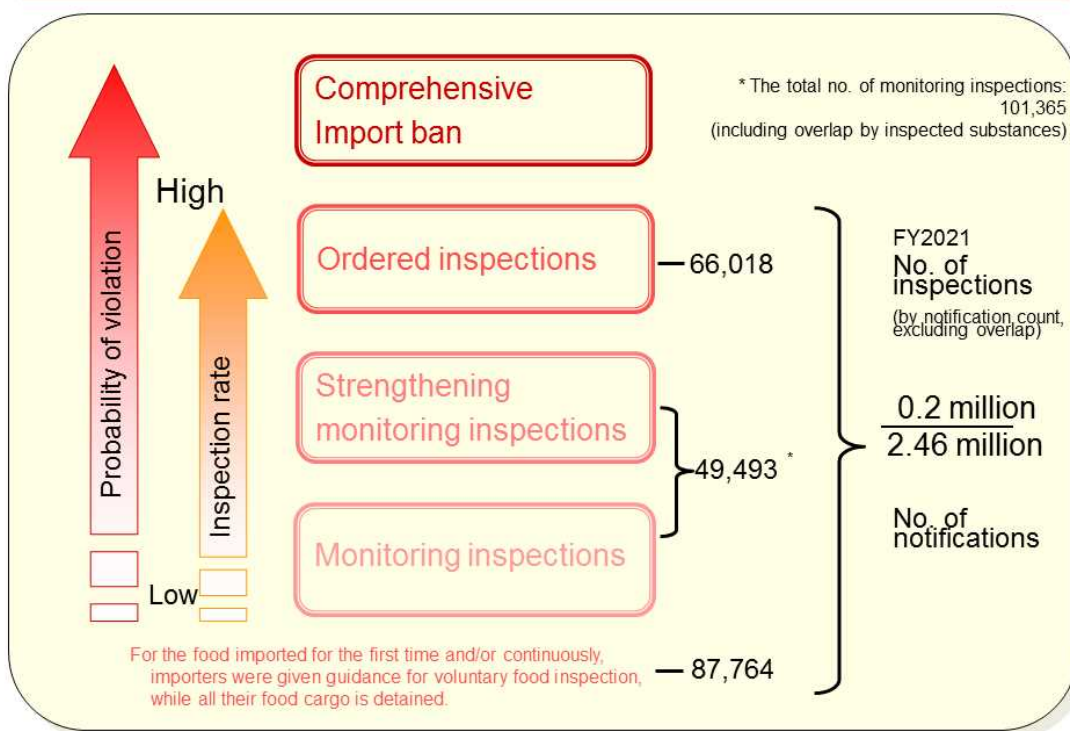 Comprehensive
Import ban
* The total no. of monitoring inspections:
101,365
(including overlap by inspected substances)
High
Probability of violation
Inspection rate
Low
Ordered inspections
66,018
Strengthening
monitoring inspections
49,493 *
Monitoring inspections
For the food imported for the first time and/or continuously,
importers were given guidance for voluntary food inspection,
while all their food cargo is detained.
87,764
FY2021
No. of
inspections
(by notification count,
excluding overlap)
0.2 million
2.46 million
No. of
notifications